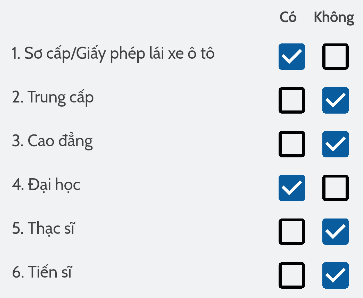 Có Không
1. Sơ cấp/Giấy phép lái xe ô tô
2. Trung cấp
3. Cao đẳng
4. Đại học
5. Thạc sĩ
6. Tiến sĩ